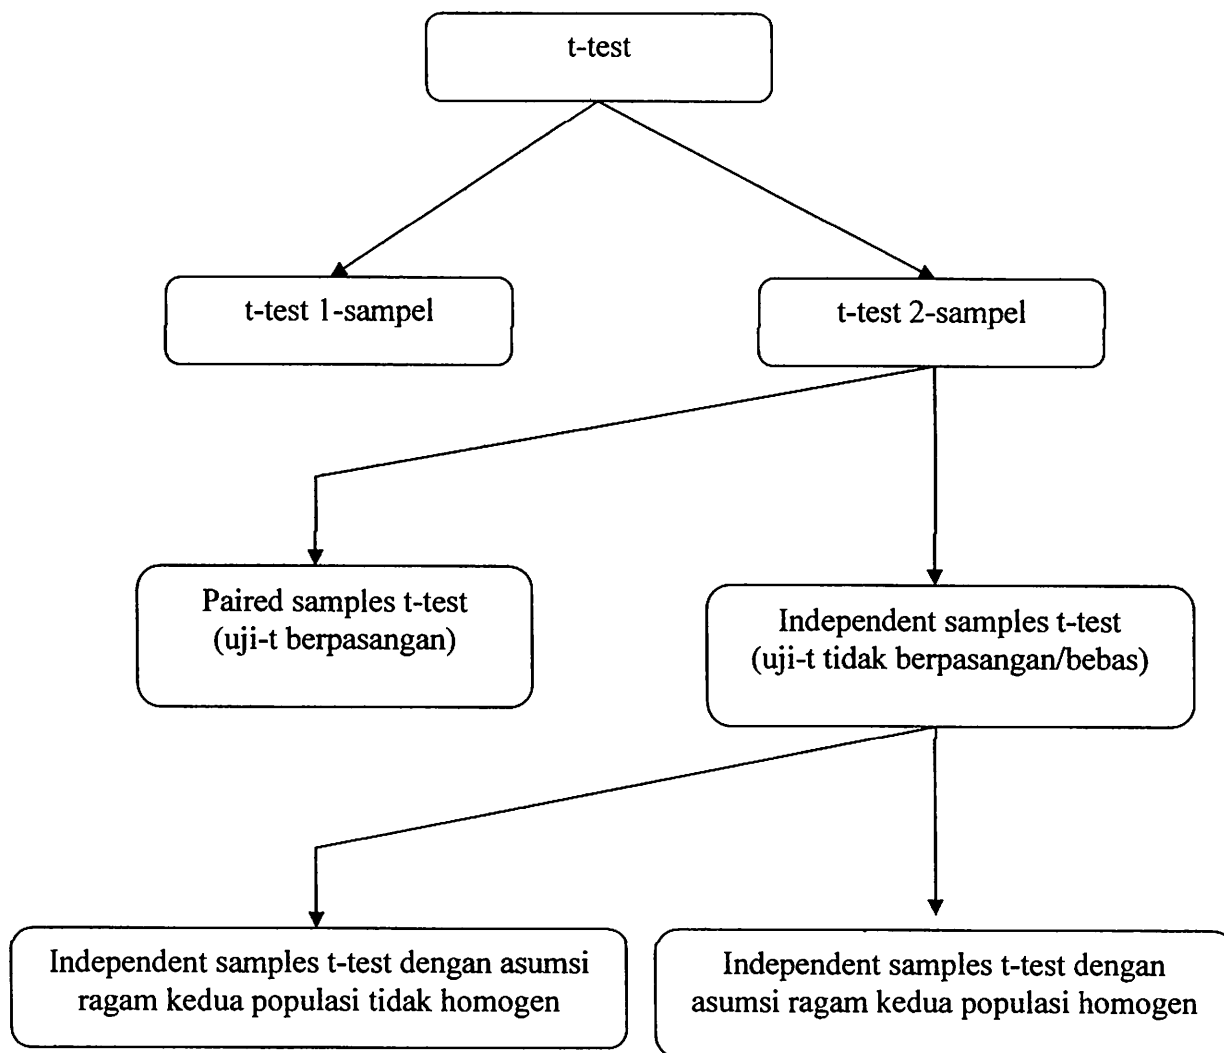 t-test
t-test 1-sampel
t-test 2-sampel
Paired samples t-test
(uji-t berpasangan)
Independent samples t-test
(uji-t tidak berpasangan/bebas)
Independent samples t-test dengan asumsi
ragam kedua populasi tidak homogen
Independent samples t-test dengan
asumsi ragam kedua populasi homogen